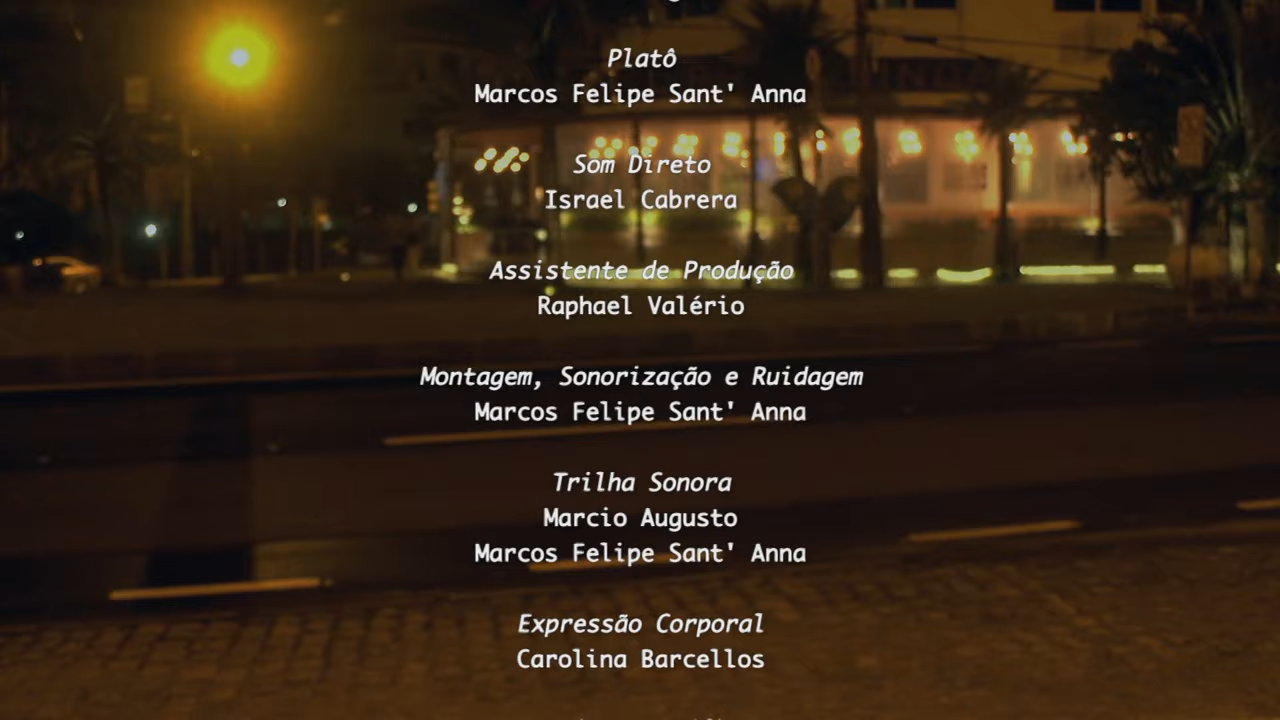 Platô
Marcos Felipe Sant' Anna
Som Direto
Israel Cabrera
Assistente de Produção
Raphael Valério
Montagem, Sonorização e Ruidagem
Marcos Felipe Sant' Anna
Trilha Sonora
Marcio Augusto
Marcos Felipe Sant' Anna
Expressão Corporal
Carolina Barcellos